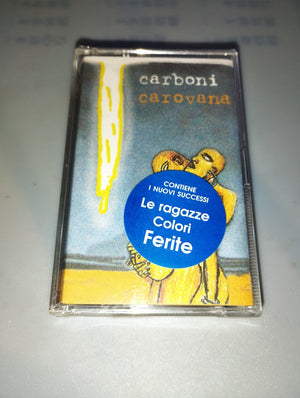 carboni
carovana
CONTIENE
I NUOVI SUCCESSI
Le ragazze
Colori
Ferite